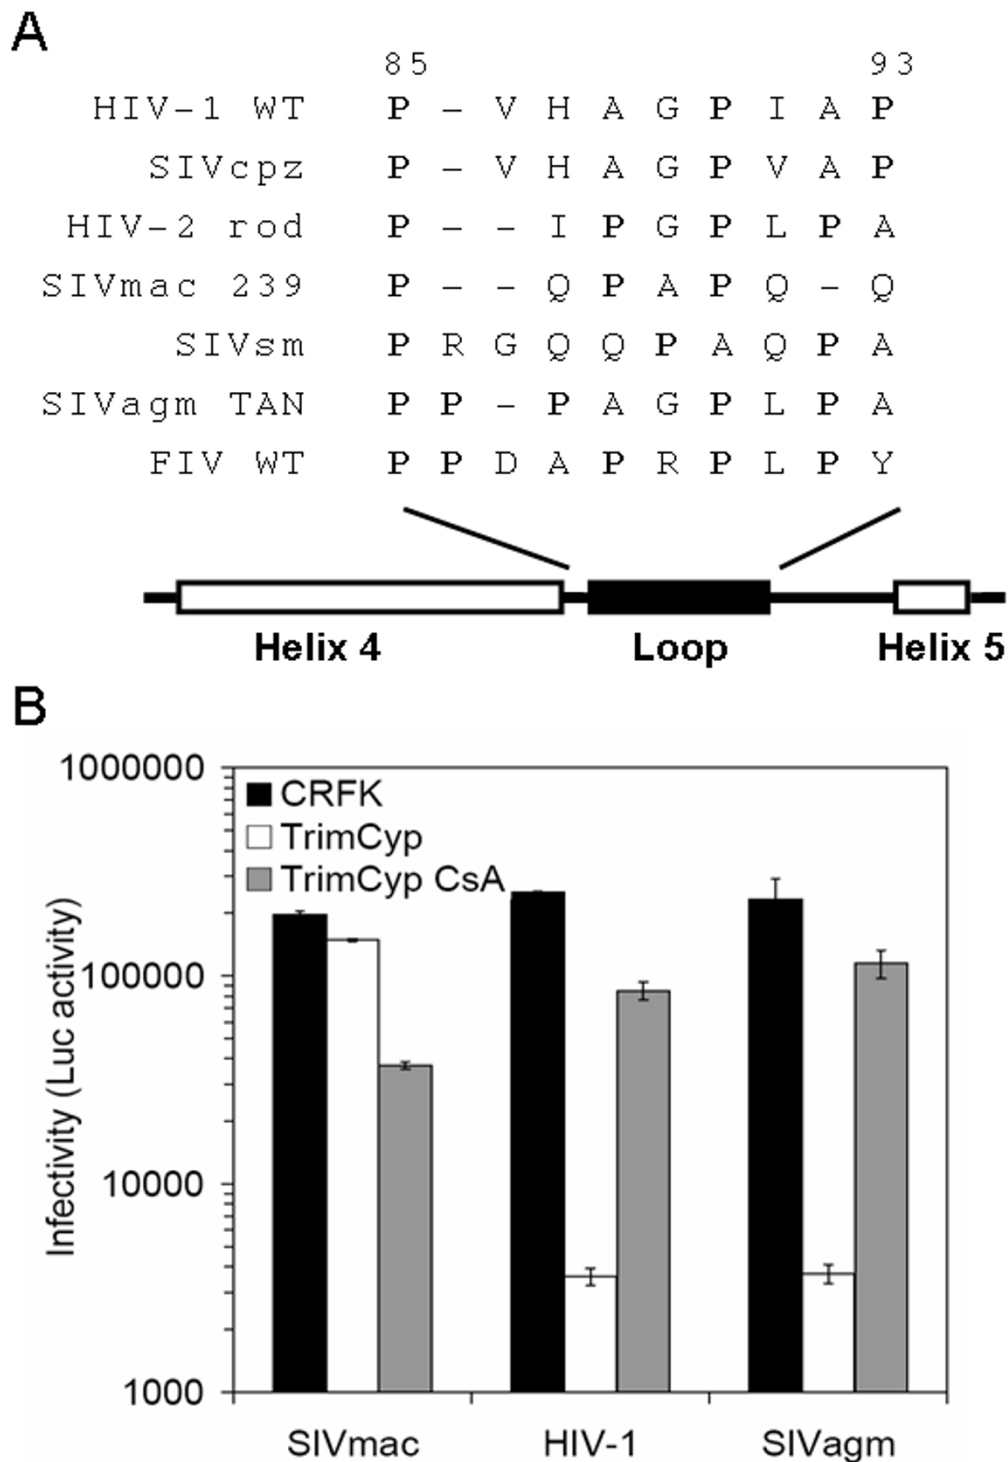 A
85 93
HIV-1 WT P - V H A G P I A P
SIVcpz P - V H A G P V A P
HIV-2 rod P - - I P G P L P A
SIVmac 239 P - - Q P A P Q - Q
SIVsm P R G Q Q P A Q P A
SIVagm TAN P P - P A G P L P A
FIV WT P P D A P R P L P Y
Helix 4 Loop Helix 5
B
Infectivity (Luc activity)
1000000
100000
10000
1000
CRFK
TrimCyp
TrimCyp CsA
SIVmac HIV-1 SIVagm